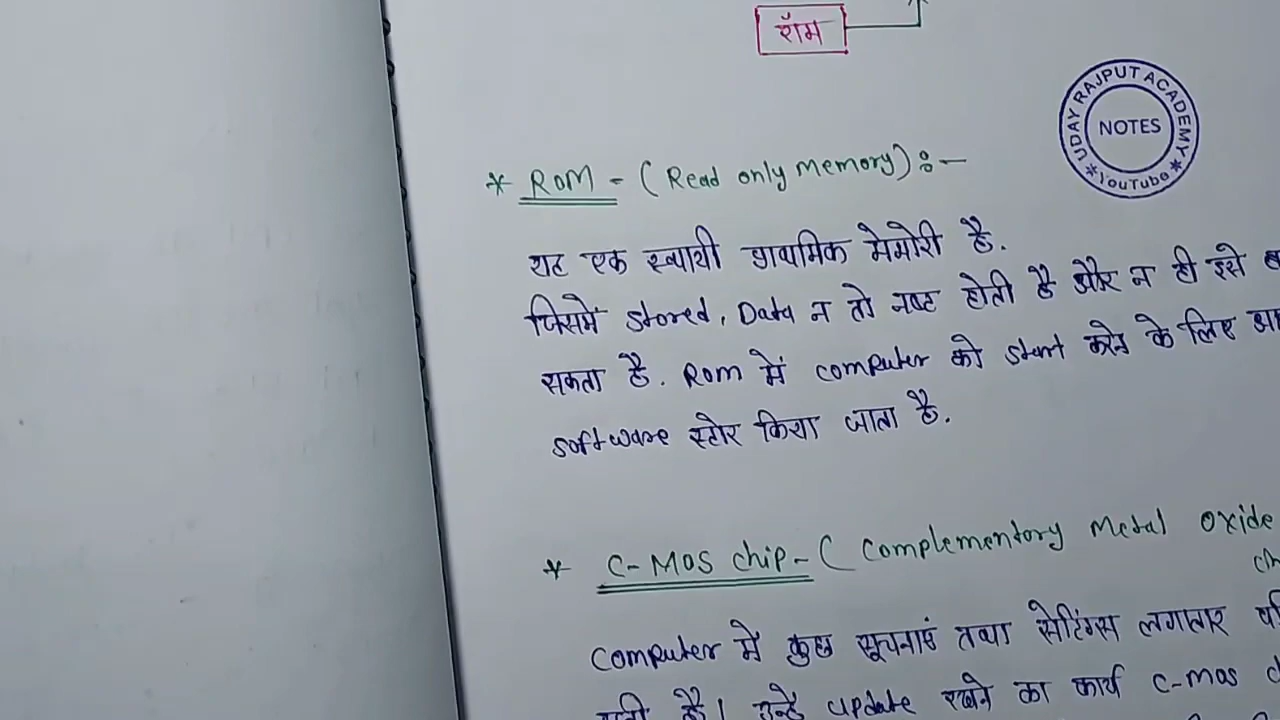 रॉम
UDAY RAJPUT ACADEMY
NOTES
YouTube
* ROM - (Read only memory) :-
यह एक स्थायी प्राथमिक मेमोरी है.
जिसमें stored, Data न तो नष्ट होती है और न ही इसे
सकता है. Rom में computer को start करने के लिए
software स्टोर किया जाता है.
* C-MOS chip - ( Complementory Metal Oxide
Computer में कुछ सूचनाएं तथा सेटिंग्स लगातार
है। उन्हें update रखने का कार्य C-MOS